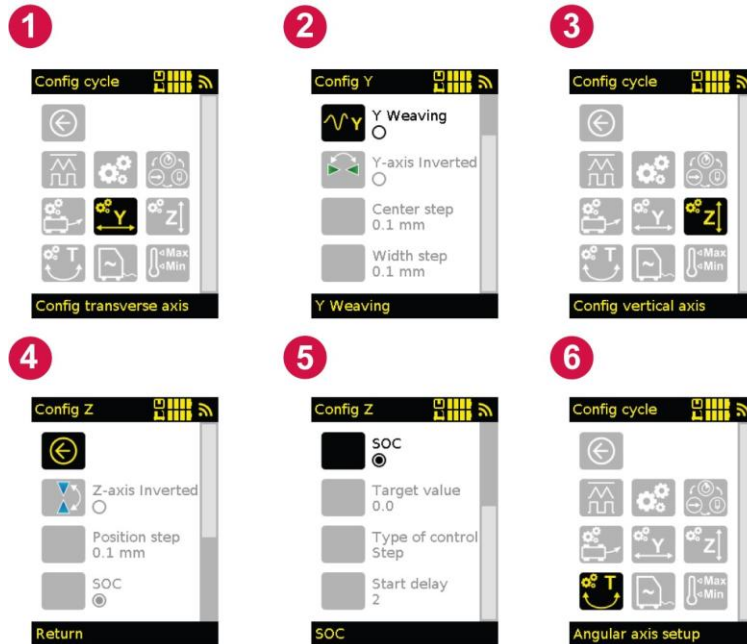 1
2
3
Config cycle
Y
Z
T
Max
Min
Config transverse axis
Config Y
Y
Y Weaving
Y-axis Inverted
Center step
0.1 mm
Width step
0.1 mm
Y Weaving
Config cycle
Y
Z
T
Max
Min
Config vertical axis
4
5
6
Config Z
Z-axis Inverted
Position step
0.1 mm
SOC
Return
Config Z
SOC
Target value
0.0
Type of control
Step
Start delay
2
SOC
Config cycle
Y
Z
T
Max
Min
Angular axis setup